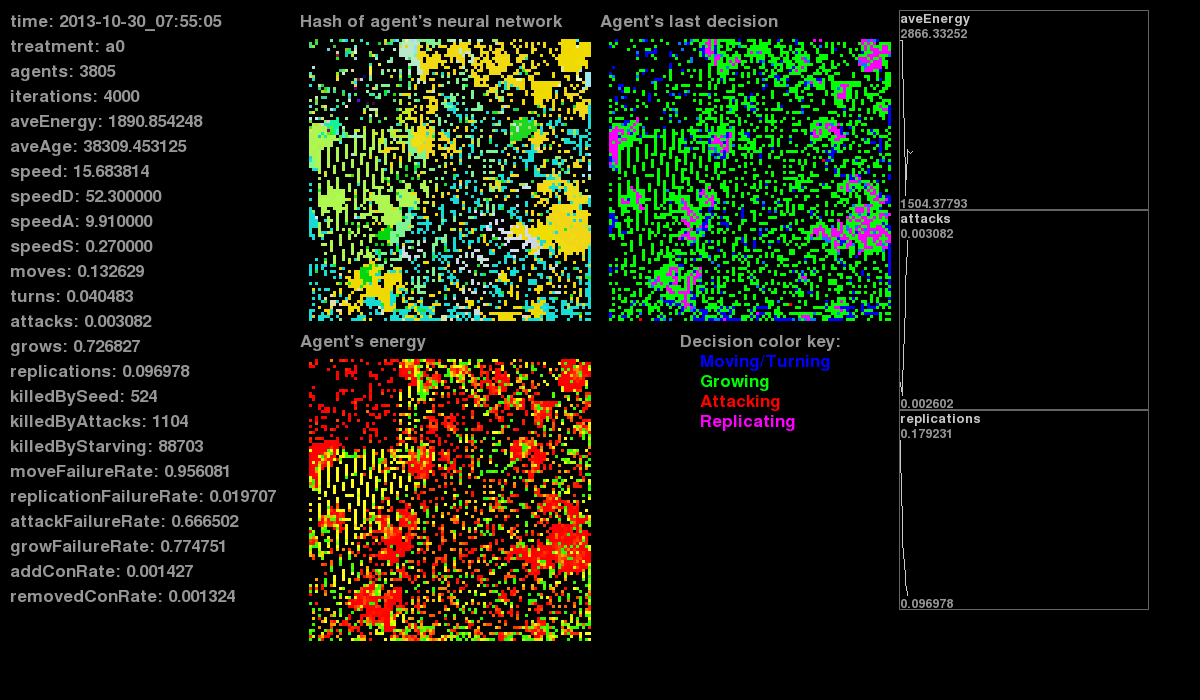 time: 2013-10-30_07:55:05
treatment: a0
agents: 3805
iterations: 4000
aveEnergy: 1890.854248
aveAge: 38309.453125
speed: 15.683814
speedD: 52.300000
speedA: 9.910000
speedS: 0.270000
moves: 0.132629
turns: 0.040483
attacks: 0.003082
grows: 0.726827
replications: 0.096978
killedBySeed: 524
killedByAttacks: 1104
killedByStarving: 88703
moveFailureRate: 0.956081
replicationFailureRate: 0.019707
attackFailureRate: 0.666502
growFailureRate: 0.774751
addConRate: 0.001427
removedConRate: 0.001324
Hash of agent's neural network
Agent's last decision
Agent's energy
Decision color key:
Moving/Turning
Growing
Attacking
Replicating
aveEnergy
2866.33252
1504.37793
attacks
0.003082
0.002602
replications
0.179231
0.096978